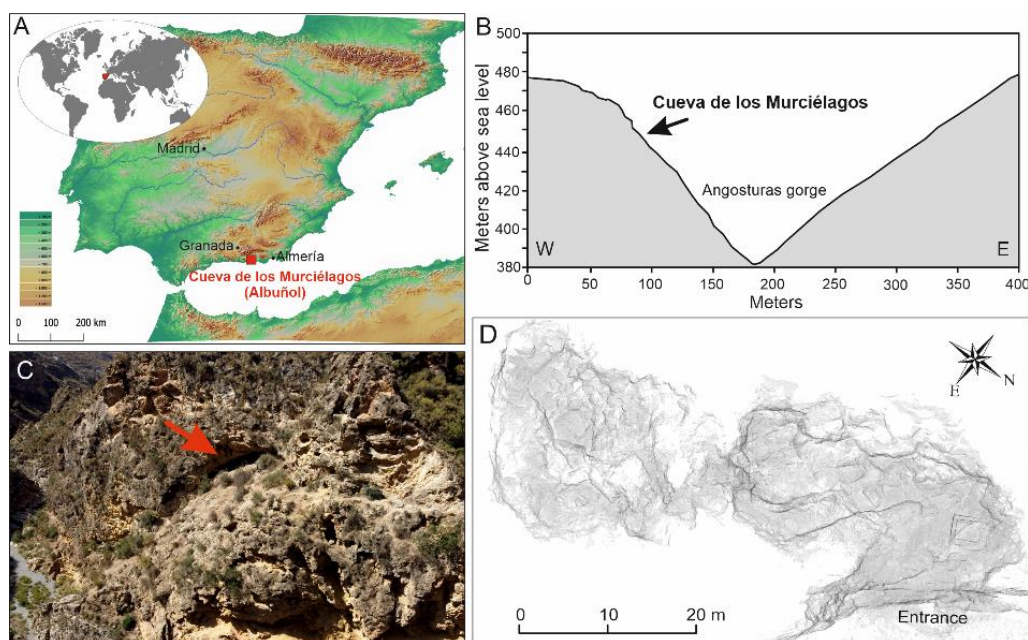 A
Madrid
Granada
Almería
Cueva de los Murciélagos
(Albuñol)
0 100 200 km
B
500
480
460
440
420
400
380
Meters above sea level
Cueva de los Murciélagos
Angosturas gorge
W
E
0 50 100 150 200 250 300 350 400
Meters
C
D
E
N
0 10 20 m
Entrance